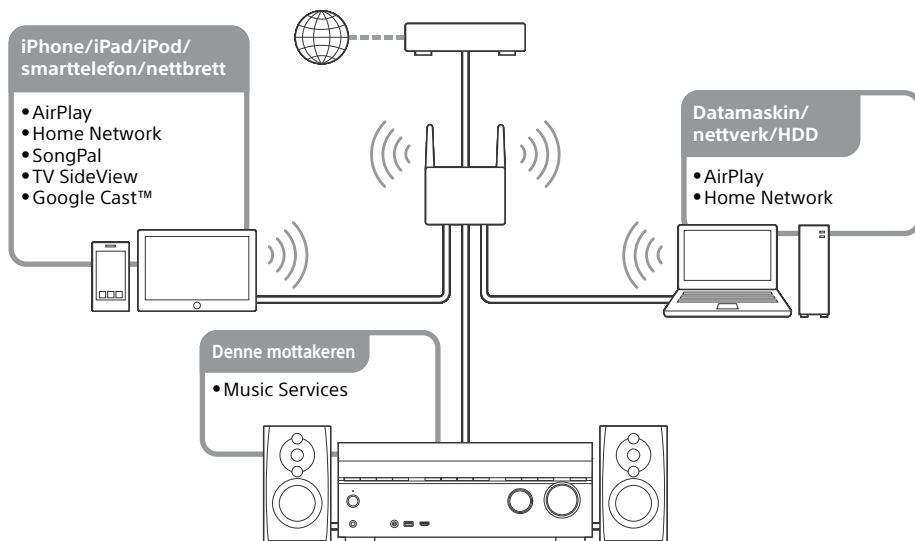 iPhone/iPad/iPod/
smarttelefon/nettbrett
•AirPlay
•Home Network
•SongPal
•TV SideView
•Google Cast™
Datamaskin/
nettverk/HDD
•AirPlay
•Home Network
Denne mottakeren
•Music Services